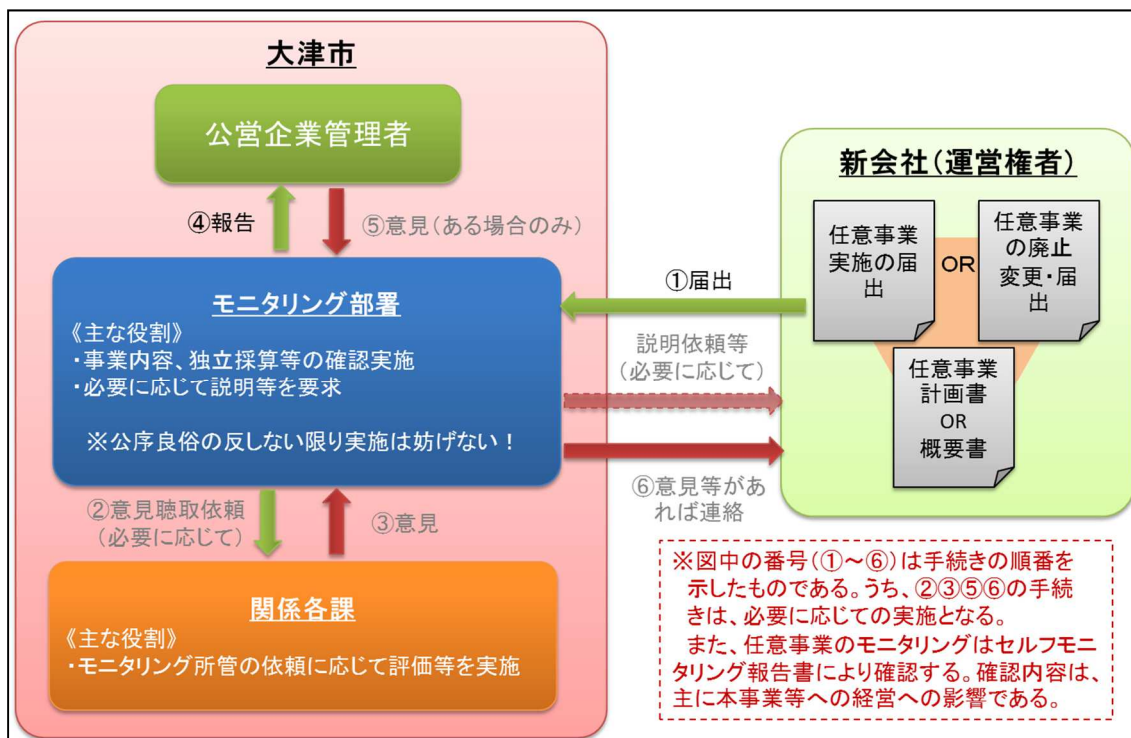 大津市
公営企業管理者
④報告
⑤意見(ある場合のみ)
モニタリング部署
《主な役割》
・事業内容、独立採算等の確認実施
・必要に応じて説明等を要求
※公序良俗の反しない限り実施は妨げない！
②意見聴取依頼
(必要に応じて)
③意見
関係各課
《主な役割》
・モニタリング所管の依頼に応じて評価等を実施
①届出
説明依頼等
(必要に応じて)
⑥意見等があ
れば連絡
新会社(運営権者)
任意事業
実施の届
出
OR
任意事業
の廃止
変更・届
出
任意事業
計画書
OR
概要書
※図中の番号(①～⑥)は手続きの順番を
示したものである。うち、②③⑤⑥の手続
きは、必要に応じての実施となる。
また、任意事業のモニタリングはセルフモニ
タリング報告書により確認する。確認内容は、
主に本事業等への経営への影響である。